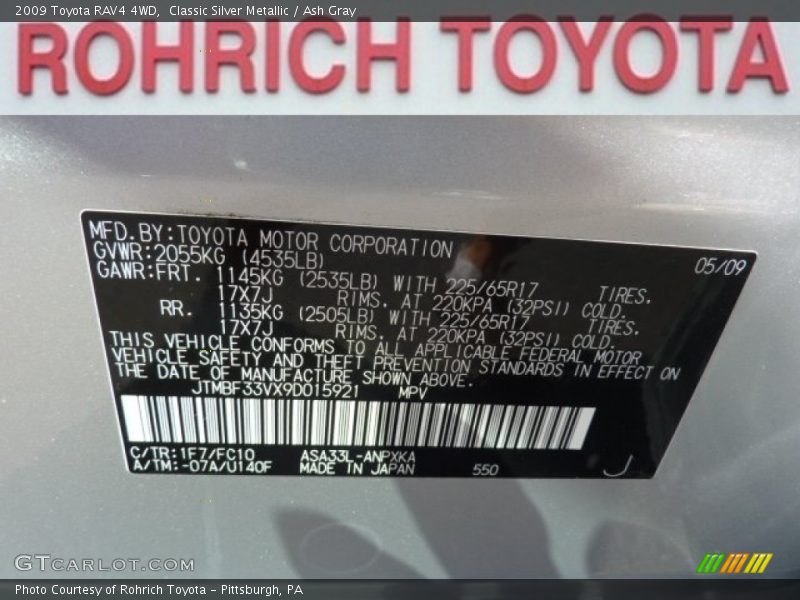 2009 Toyota RAV4 4WD,  Classic Silver Metallic / Ash Gray
ROHRICH TOYOTA
MFD.BY:TOYOTA MOTOR CORPORATION 05/09
GVWR:2055KG (4535LB)
GAWR:FRT. 1145KG (2535LB) WITH 225/65R17 TIRES.
17X7J RIMS. AT 220KPA (32PSI) COLD.
RR. 1135KG (2505LB) WITH 225/65R17 TIRES.
17X7J RIMS. AT 220KPA (32PSI) COLD.
THIS VEHICLE CONFORMS TO ALL APPLICABLE FEDERAL MOTOR
VEHICLE SAFETY AND THEFT PREVENTION STANDARDS IN EFFECT ON
THE DATE OF MANUFACTURE SHOWN ABOVE.
JTMBF33VX9D015921 MPV
C/TR:1F7/FC10 ASA33L-ANPXKA
A/TM:-07A/U140F MADE IN JAPAN 550 J
GTCARLOT.COM
Photo Courtesy of Rohrich Toyota - Pittsburgh, PA